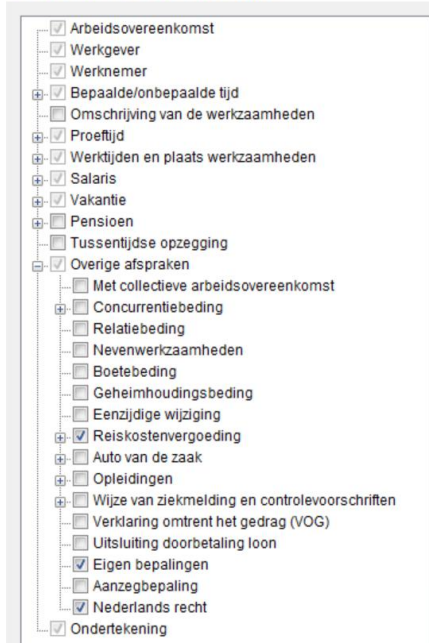 Arbeidsovereenkomst
Werkgever
Werknemer
Bepaalde/onbepaalde tijd
Omschrijving van de werkzaamheden
Proeftijd
Werktijden en plaats werkzaamheden
Salaris
Vakantie
Pensioen
Tussentijdse opzegging
Overige afspraken
Met collectieve arbeidsovereenkomst
Concurrentiebeding
Relatiebeding
Nevenwerkzaamheden
Boetebeding
Geheimhoudingsbeding
Eenzijdige wijziging
Reiskostenvergoeding
Auto van de zaak
Opleidingen
Wijze van ziekmelding en controlevoorschriften
Verklaring omtrent het gedrag (VOG)
Uitsluiting doorbetaling loon
Eigen bepalingen
Aanzegbepaling
Nederlands recht
Ondertekening